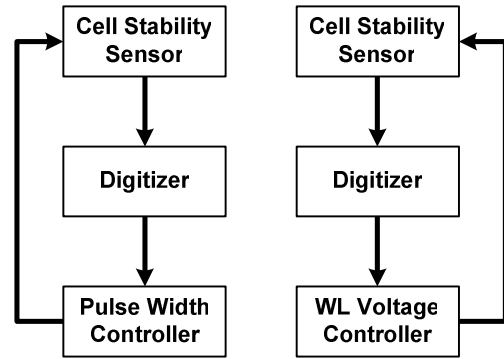 Cell Stability
Sensor
Digitizer
Pulse Width
Controller
Cell Stability
Sensor
Digitizer
WL Voltage
Controller